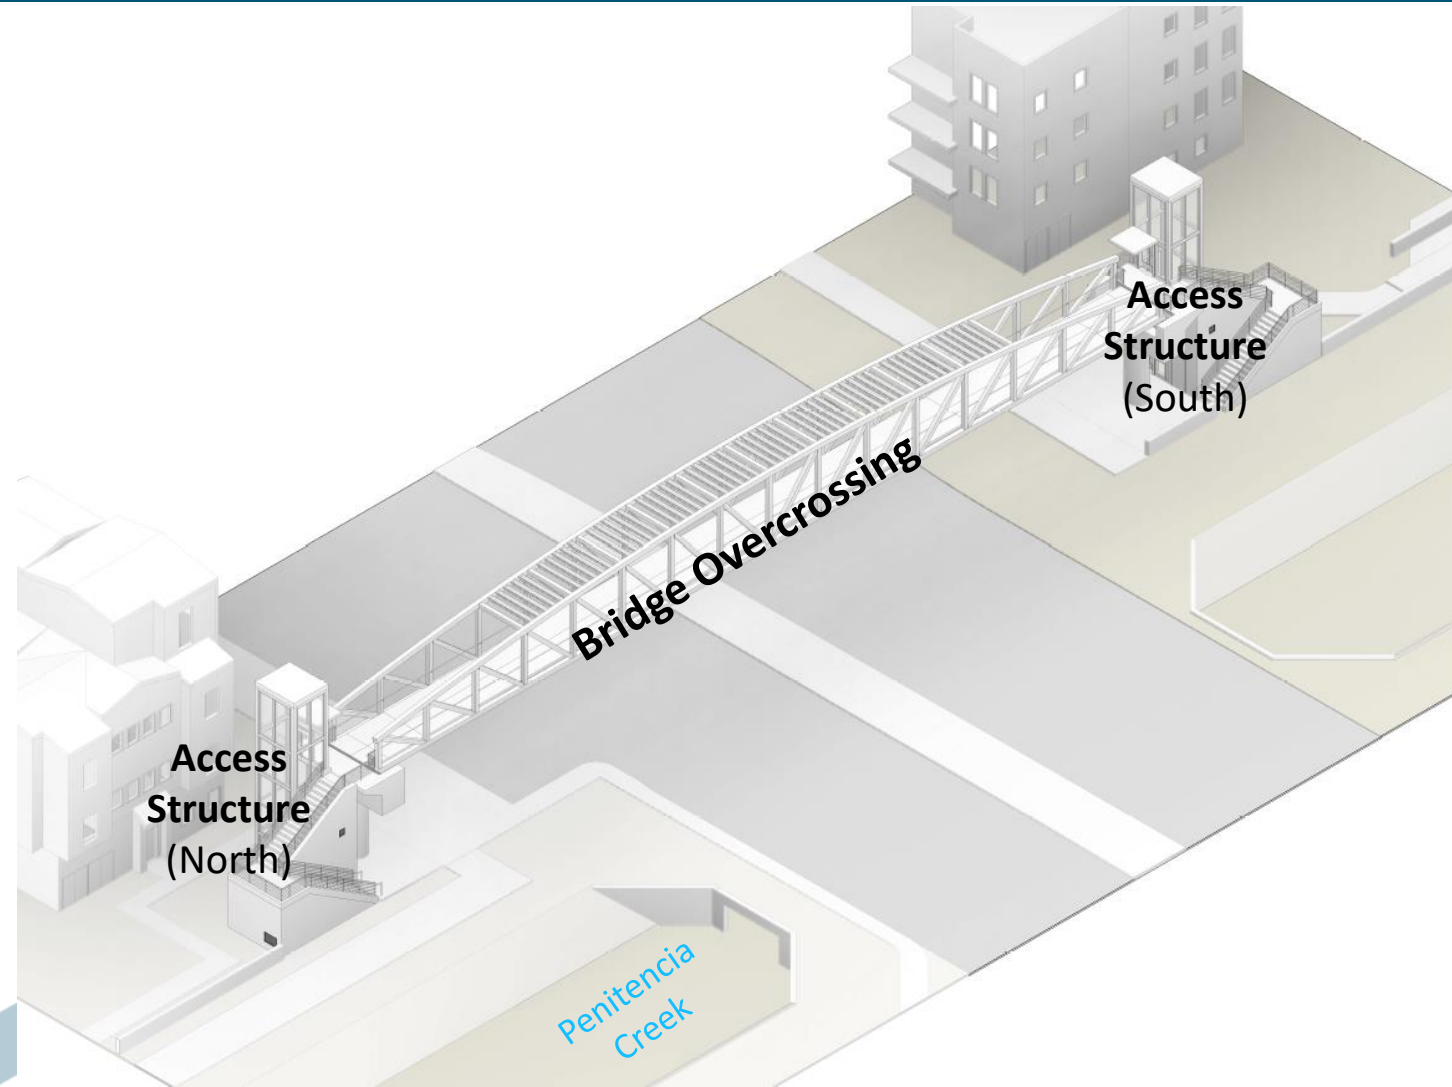 Access
Structure
(South)
Bridge Overcrossing
Access
Structure
(North)
Penitencia
Creek